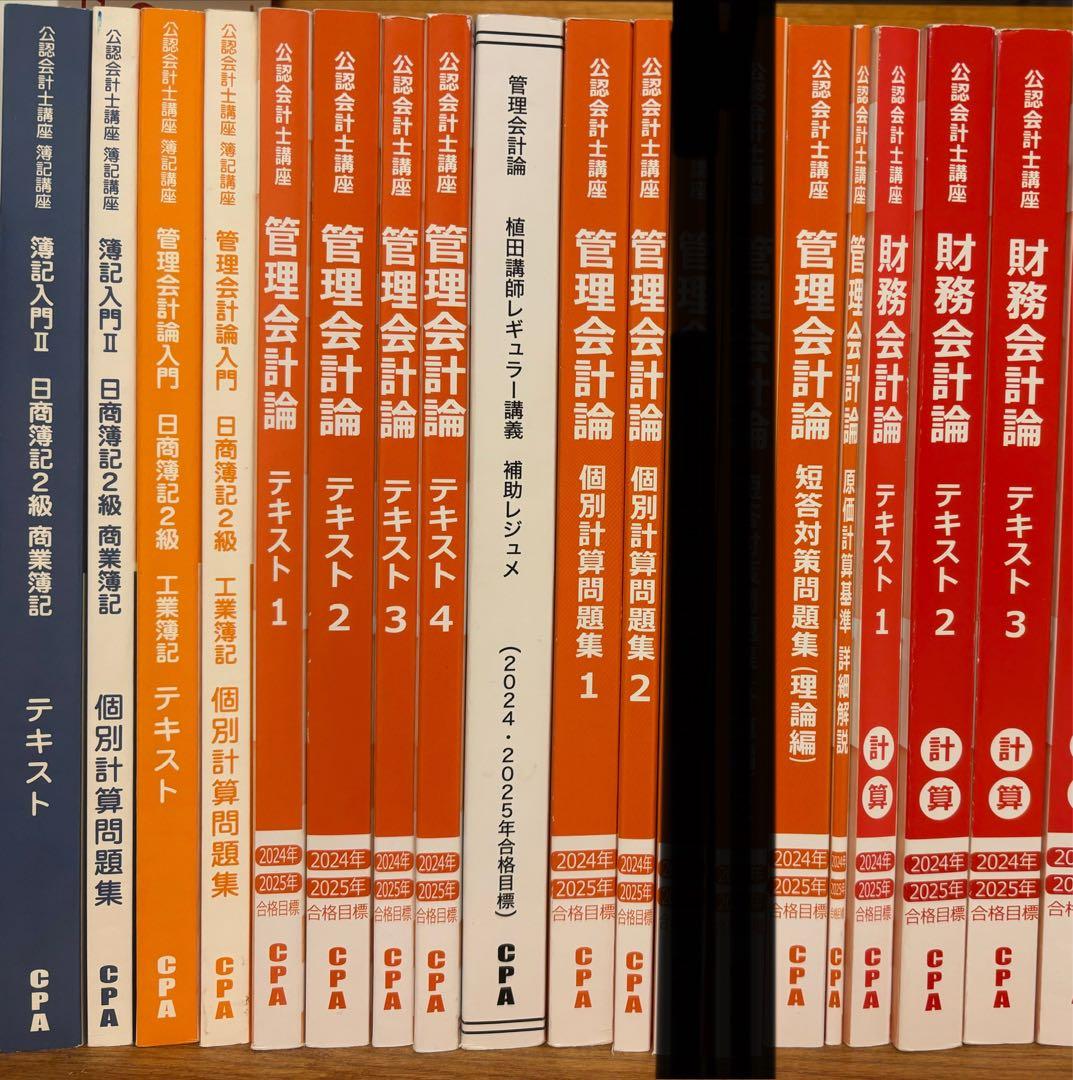 公認会計士講座 簿記講座 簿記入門Ⅱ 日商簿記2級 商業簿記 テキスト CPA
公認会計士講座 簿記講座 簿記入門Ⅱ 日商簿記2級 商業簿記 個別計算問題集 CPA
公認会計士講座 簿記講座 管理会計論入門 日商簿記2級 工業簿記 テキスト CPA
公認会計士講座 簿記講座 管理会計論入門 日商簿記2級 工業簿記 個別計算問題集 CPA
公認会計士講座 管理会計論 テキスト 1
2024年
2025年
合格目標
CPA
公認会計士講座 管理会計論 テキスト 2
2024年
2025年
合格目標
CPA
公認会計士講座 管理会計論 テキスト 3
2024年
2025年
合格目標
CPA
公認会計士講座 管理会計論 テキスト 4
2024年
2025年
合格目標
CPA
管理会計論 植田講師レギュラー講義 補助レジュメ (2024・2025年合格目標) CPA
公認会計士講座 管理会計論 個別計算問題集 1
2024年
2025年
合格目標
CPA
公認会計士講座 管理会計論 個別計算問題集 2
2024年
2025年
合格目標
CPA
公認会計士講座 管理会計論 短答対策問題集(理論編)
2024年
2025年
合格目標
CPA
公認会計士講座 管理会計論 原価計算基準 詳細解説
2024年
2025年
合格目標
CPA
公認会計士講座 財務会計論 テキスト 1 計算
2024年
2025年
合格目標
CPA
公認会計士講座 財務会計論 テキスト 2 計算
2024年
2025年
合格目標
CPA
公認会計士講座 財務会計論 テキスト 3 計算
2024年
2025年
合格目標
CPA